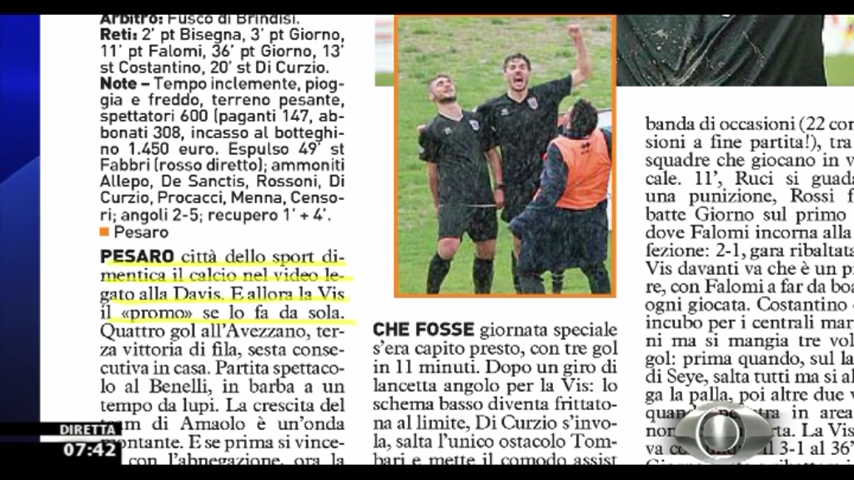 Arbitro: Fusco di Brindisi.
Reti: 2' pt Bisegna, 3' pt Giorno,
11' pt Falomi, 36' pt Giorno, 13'
st Costantino, 20' st Di Curzio.
Note – Tempo inclemente, piog-
gia e freddo, terreno pesante,
spettatori 600 (paganti 147, ab-
bonati 308, incasso al botteghi-
no 1.450 euro. Espulso 49' st
Fabbri (rosso diretto); ammoniti
Allepo, De Sanctis, Rossoni, Di
Curzio, Procacci, Menna, Censo-
ri; angoli 2-5; recupero 1' + 4'.
Pesaro
PESARO città dello sport di-
mentica il calcio nel video le-
gato alla Davis. E allora la Vis
il «promo» se lo fa da sola.
Quattro gol all'Avezzano, ter-
za vittoria di fila, sesta conse-
cutiva in casa. Partita spettaco-
lo al Benelli, in barba a un
tempo da lupi. La crescita del
di Amaolo è un'onda
montante. E se prima si vince-
con l'abnegazione, ora la
CHE FOSSE giornata speciale
s'era capito presto, con tre gol
in 11 minuti. Dopo un giro di
lancetta angolo per la Vis: lo
schema basso diventa frittato-
na al limite, Di Curzio s'invo-
la, salta l'unico ostacolo Tom-
bari e mette il comodo assist
banda di occasioni (22 cor
sioni a fine partita!), tra
squadre che giocano in v
cale. 11', Ruci si guad
una punizione, Rossi f
batte Giorno sul primo
dove Falomi incorna alla
fezione: 2-1, gara ribaltata
Vis davanti va che è un p
re, con Falomi a far da boa
ogni giocata. Costantino
incubo per i centrali mar
ni ma si mangia tre vol
gol: prima quando, sul la
di Seye, salta tutti ma si al
ga la palla, poi altre due v
in area
La Vis
va 3-1 al 36'
DIRETTA
07:42